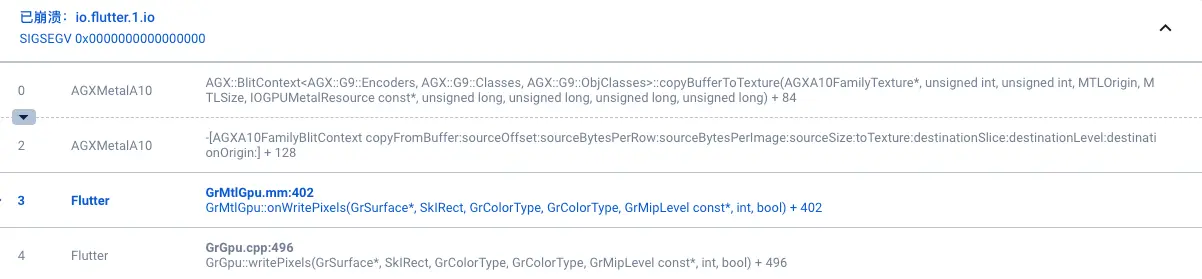 已崩溃：io.flutter.1.io
SIGSEGV 0x0000000000000000
0 AGXMetalA10 AGX::BlitContext<AGX::G9::Encoders, AGX::G9::Classes, AGX::G9::ObjClasses>::copyBufferToTexture(AGXA10FamilyTexture*, unsigned int, unsigned int, MTLOrigin, M
TLSize, IOGPUMetalResource const*, unsigned long, unsigned long, unsigned long, unsigned long) + 84
2 AGXMetalA10 -[AGXA10FamilyBlitContext copyFromBuffer:sourceOffset:sourceBytesPerRow:sourceBytesPerImage:sourceSize:toTexture:destinationSlice:destinationLevel:destinati
onOrigin:] + 128
GrMtlGpu.mm:402
3 Flutter GrMtlGpu::onWritePixels(GrSurface*, SkIRect, GrColorType, GrColorType, GrMipLevel const*, int, bool) + 402
GrGpu.cpp:496
4 Flutter GrGpu::writePixels(GrSurface*, SkIRect, GrColorType, GrColorType, GrMipLevel const*, int, bool) + 496